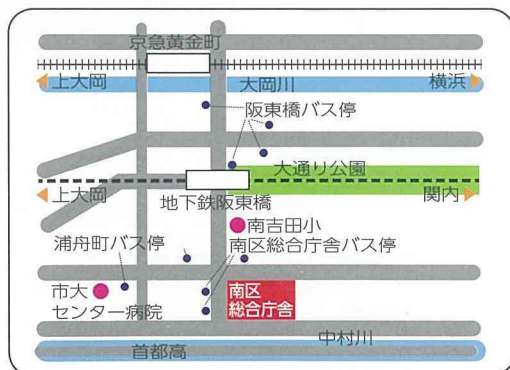 京急黄金町
上大岡
大岡川
横浜
阪東橋バス停
大通り公園
上大岡
地下鉄阪東橋
関内
南吉田小
浦舟町バス停
南区総合庁舎バス停
市大
センター病院
南区
総合庁舎
中村川
首都高